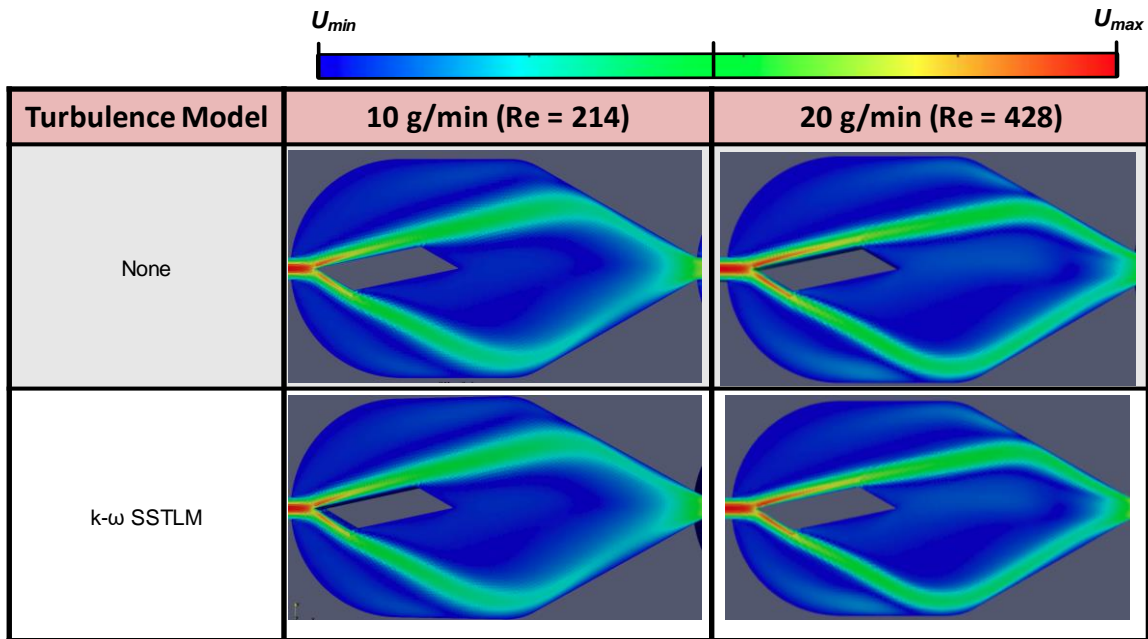 Umin
Umax
Turbulence Model
10 g/min (Re = 214)
20 g/min (Re = 428)
None
k-ω SSTLM